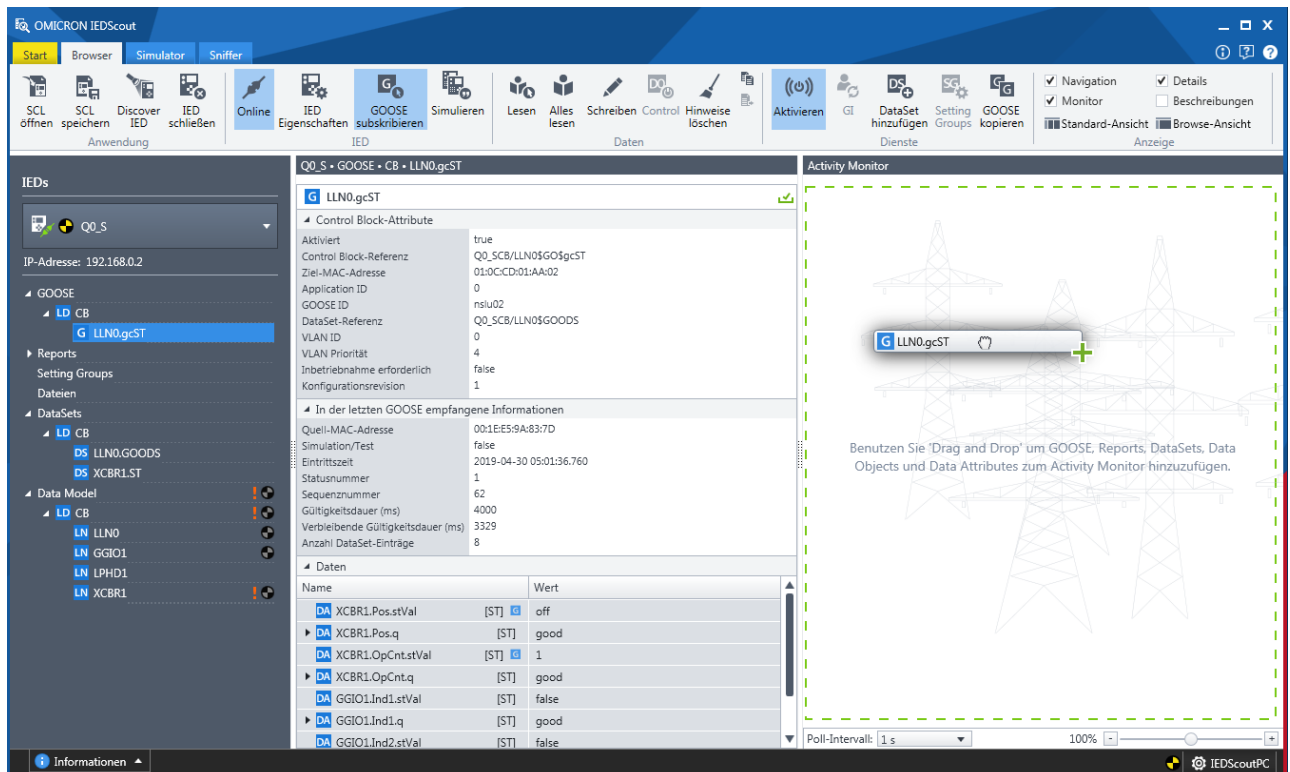 OMICRON IEDScout
Start Browser Simulator Sniffer
SCL öffnen SCL speichern Discover IED IED schließen Online IED Eigenschaften GOOSE subskribieren Simulieren Lesen Alles lesen Schreiben Control Hinweise löschen Aktivieren GI DataSet hinzufügen Setting Groups GOOSE kopieren
Navigation Details
Monitor Beschreibungen
Standard-Ansicht Browse-Ansicht
Anwendung IED Daten Dienste Anzeige
IEDs
Q0_S
IP-Adresse: 192.168.0.2
GOOSE
LD CB
G LLN0.gcST
Reports
Setting Groups
Dateien
DataSets
LD CB
DS LLN0.GOODS
DS XCBR1.ST
Data Model
LD CB
LN LLN0
LN GGIO1
LN LPHD1
LN XCBR1
Q0_S • GOOSE • CB • LLN0.gcST
G LLN0.gcST
Control Block-Attribute
Aktiviert true
Control Block-Referenz Q0_SCB/LLN0$GO$gcST
Ziel-MAC-Adresse 01:0C:CD:01:AA:02
Application ID 0
GOOSE ID nsiu02
DataSet-Referenz Q0_SCB/LLN0$GOODS
VLAN ID 0
VLAN Priorität 4
Inbetriebnahme erforderlich false
Konfigurationsrevision 1
In der letzten GOOSE empfangene Informationen
Quell-MAC-Adresse 00:1E:E5:9A:83:7D
Simulation/Test false
Eintrittszeit 2019-04-30 05:01:36.760
Statusnummer 1
Sequenznummer 62
Gültigkeitsdauer (ms) 4000
Verbleibende Gültigkeitsdauer (ms) 3329
Anzahl DataSet-Einträge 8
Daten
Name Wert
DA XCBR1.Pos.stVal [ST] G off
DA XCBR1.Pos.q [ST] good
DA XCBR1.OpCnt.stVal [ST] G 1
DA XCBR1.OpCnt.q [ST] good
DA GGIO1.Ind1.stVal [ST] false
DA GGIO1.Ind1.q [ST] good
DA GGIO1.Ind2.stVal [ST] false
Activity Monitor
G LLN0.gcST
Benutzen Sie 'Drag and Drop' um GOOSE, Reports, DataSets, Data
Objects und Data Attributes zum Activity Monitor hinzuzufügen.
Poll-Intervall: 1 s 100% - +
Informationen IEDScoutPC